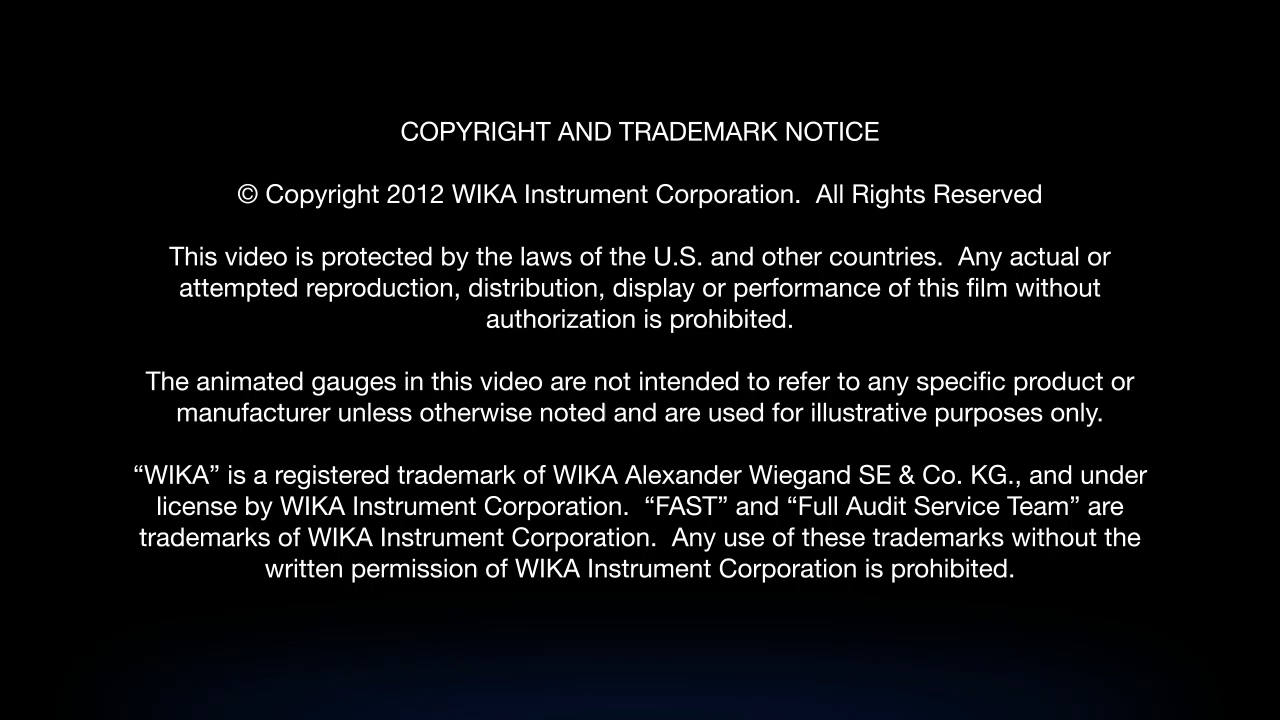 COPYRIGHT AND TRADEMARK NOTICE
© Copyright 2012 WIKA Instrument Corporation.  All Rights Reserved
This video is protected by the laws of the U.S. and other countries.  Any actual or
attempted reproduction, distribution, display or performance of this film without
authorization is prohibited.
The animated gauges in this video are not intended to refer to any specific product or
manufacturer unless otherwise noted and are used for illustrative purposes only.
“WIKA” is a registered trademark of WIKA Alexander Wiegand SE & Co. KG., and under
license by WIKA Instrument Corporation.  “FAST” and “Full Audit Service Team” are
trademarks of WIKA Instrument Corporation.  Any use of these trademarks without the
written permission of WIKA Instrument Corporation is prohibited.